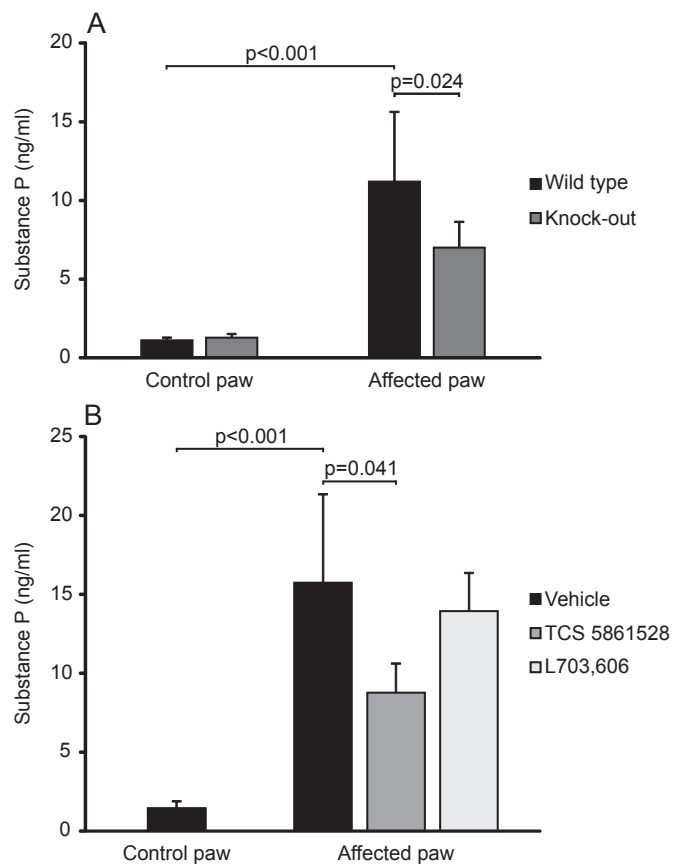 A
20
p<0.001
p=0.024
15
Substance P (ng/ml)
Wild type
10
Knock-out
5
0
Control paw
Affected paw
B
25
p<0.001
p=0.041
20
Substance P (ng/ml)
15
Vehicle
TCS 5861528
10
L703,606
5
0
Control paw
Affected paw